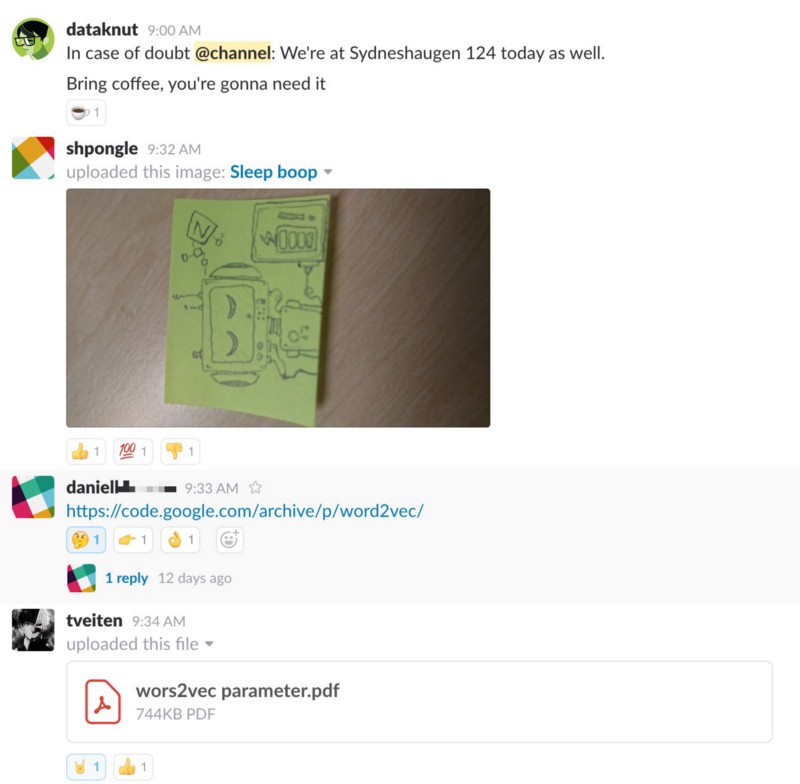 dataknut 9:00 AM
In case of doubt @channel: We're at Sydneshaugen 124 today as well.
Bring coffee, you're gonna need it
1
shpongle 9:32 AM
uploaded this image: Sleep boop
Z
1 100 1 1
daniell 9:33 AM
https://code.google.com/archive/p/word2vec/
1 1 1
1 reply 12 days ago
tveiten 9:34 AM
uploaded this file
wors2vec parameter.pdf
744KB PDF
1 1